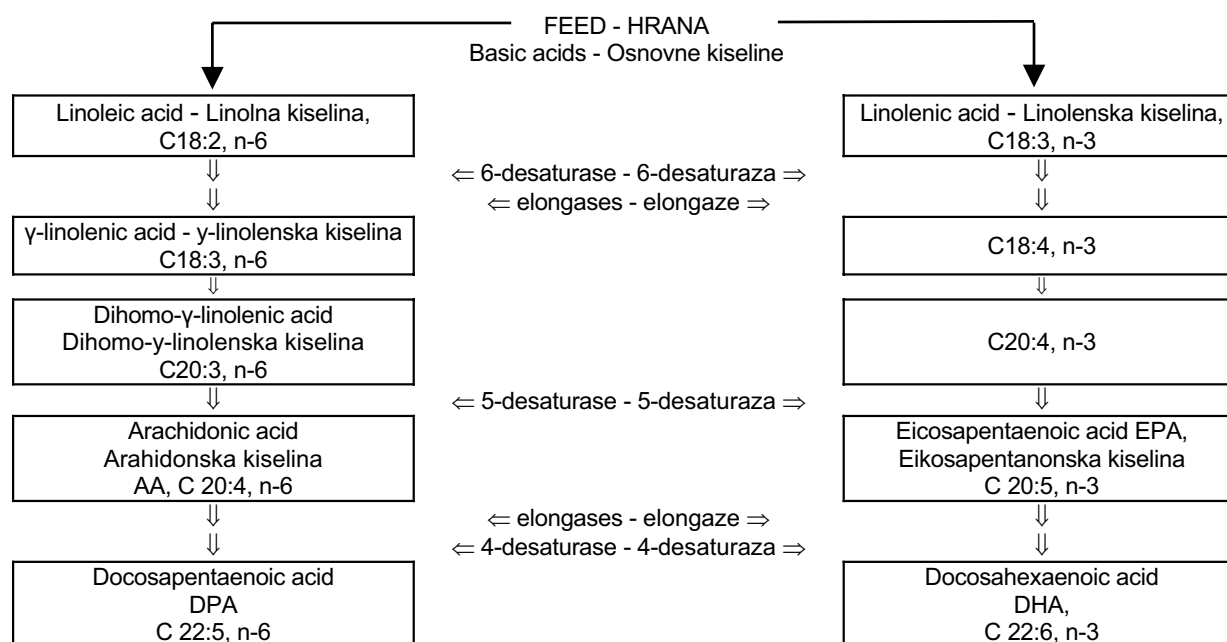 FEED - HRANA
Basic acids - Osnovne kiseline
Linoleic acid - Linolna kiselina,
C18:2, n-6
Linolenic acid - Linolenska kiselina,
C18:3, n-3
⇓ ⇓
⇐ 6-desaturase - 6-desaturaza ⇒
⇓ ⇓
⇐ elongases - elongaze ⇒
γ-linolenic acid - y-linolenska kiselina
C18:3, n-6
C18:4, n-3
⇓ ⇓
Dihomo-γ-linolenic acid
Dihomo-y-linolenska kiselina
C20:3, n-6
C20:4, n-3
⇓ ⇐ 5-desaturase - 5-desaturaza ⇒ ⇓
Arachidonic acid
Arahidonska kiselina
AA, C 20:4, n-6
Eicosapentaenoic acid EPA,
Eikosapentanonska kiselina
C 20:5, n-3
⇓ ⇐ elongases - elongaze ⇒ ⇓
⇓ ⇐ 4-desaturase - 4-desaturaza ⇒ ⇓
Docosapentaenoic acid
DPA
C 22:5, n-6
Docosahexaenoic acid
DHA,
C 22:6, n-3